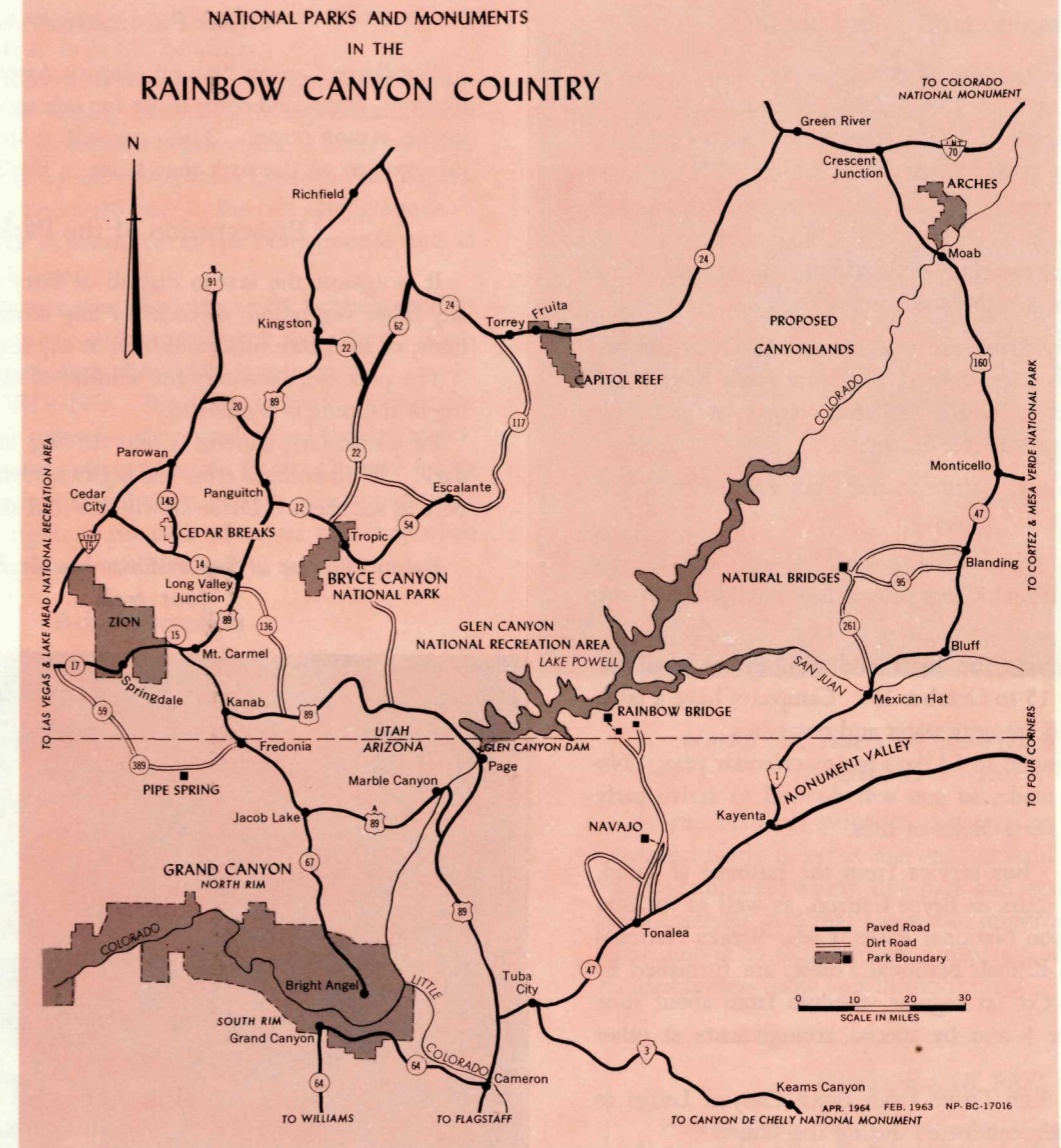 NATIONAL PARKS AND MONUMENTS
IN THE
RAINBOW CANYON COUNTRY
TO COLORADO
NATIONAL MONUMENT
N
Green River
Crescent
Junction
INT
70
ARCHES
Richfield
Moab
91
24
24
Kingston
62
22
Torrey
Fruita
PROPOSED
CANYONLANDS
CAPITOL REEF
COLORADO
160
20
89
117
22
TO LAS VEGAS & LAKE MEAD NATIONAL RECREATION AREA
Parowan
Monticello
TO CORTEZ & MESA VERDE NATIONAL PARK
Cedar
City
143
Panguitch
Escalante
12
54
47
CEDAR BREAKS
Tropic
15
14
Long Valley
Junction
BRYCE CANYON
NATIONAL PARK
NATURAL BRIDGES
95
Blanding
ZION
89
136
261
15
Mt. Carmel
GLEN CANYON
NATIONAL RECREATION AREA
LAKE POWELL
Bluff
17
Springdale
SAN JUAN
Mexican Hat
59
Kanab
89
RAINBOW BRIDGE
UTAH
ARIZONA
GLEN CANYON DAM
Fredonia
389
Page
PIPE SPRING
Marble Canyon
1
MONUMENT VALLEY
TO FOUR CORNERS
Jacob Lake
A
89
NAVAJO
Kayenta
67
GRAND CANYON
NORTH RIM
89
COLORADO
Tonalea
Paved Road
Dirt Road
Park Boundary
47
Bright Angel
LITTLE
COLORADO
Tuba
City
0 10 20 30
SCALE IN MILES
SOUTH RIM
Grand Canyon
64
3
64
Cameron
Keams Canyon
APR. 1964 FEB. 1963 NP-BC-17016
TO WILLIAMS
TO FLAGSTAFF
TO CANYON DE CHELLY NATIONAL MONUMENT